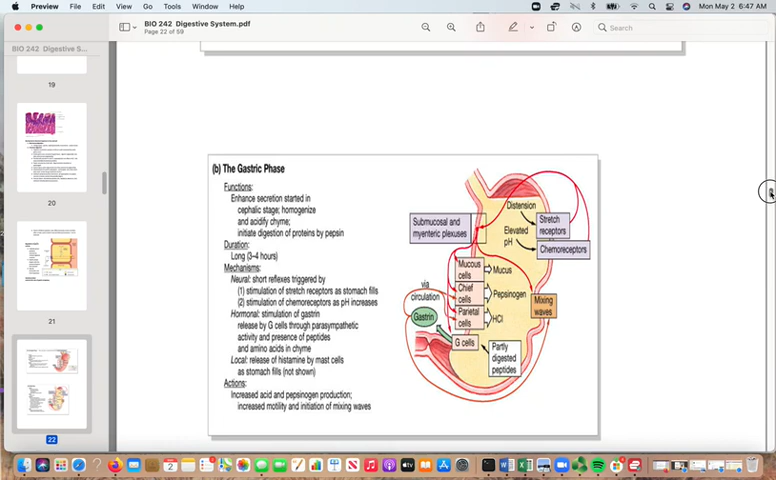 Preview File Edit View Go Tools Window Help
Mon May 2 6:47 AM
BIO 242 Digestive System.pdf
Page 22 of 59
Search
BIO 242 Digestive S...
19
20
21
22
(b) The Gastric Phase
Functions:
Enhance secretion started in
cephalic stage; homogenize
and acidify chyme;
initiate digestion of proteins by pepsin
Duration:
Long (3–4 hours)
Mechanisms:
Neural: short reflexes triggered by
(1) stimulation of stretch receptors as stomach fills
(2) stimulation of chemoreceptors as pH increases
Hormonal: stimulation of gastrin
release by G cells through parasympathetic
activity and presence of peptides
and amino acids in chyme
Local: release of histamine by mast cells
as stomach fills (not shown)
Actions:
Increased acid and pepsinogen production;
increased motility and initiation of mixing waves
Submucosal and
myenteric plexuses
Distension
Stretch
receptors
Elevated
pH
Chemoreceptors
via
circulation
Gastrin
Mucous
cells
Mucus
Chief
cells
Pepsinogen
Parietal
cells
HCl
G cells
Mixing
waves
Partly
digested
peptides